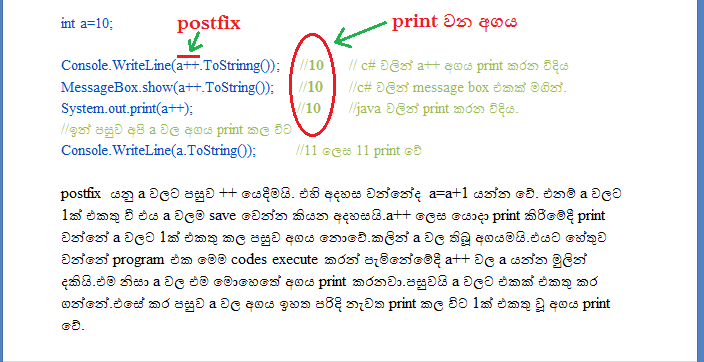 postfix
print වන අගය
int a=10;
Console.WriteLine(a++.ToStrinng()); //10 // c# වලින් a++ අගය print කරන විදිය
MessageBox.show(a++.ToString()); //10 //c# වලින් message box එකක් මගින්.
System.out.print(a++); //10 //java වලින් print කරන විදිය.
//ඉන් පසුව අපි a වල අගය print කල විට
Console.WriteLine(a.ToString()); //11 ලෙස 11 print වේ
postfix යනු a වලට පසුව ++ යෙදීමයි. එහි අදහස වන්නේද a=a+1 යන්න වේ. එනම් a වලට
1ක් එකතු වී එය a වලම save වෙන්න කියන අදහසයි.a++ ලෙස යොදා print කිරීමේදී print
වන්නේ a වලට 1ක් එකතු කල පසුව අගය නොවේ.කලින් a වල තිබූ අගයමයි.එයට හේතුව
වන්නේ program එක මෙම codes execute කරන් පැමිනේමේදී a++ වල a යන්න මුලින්
දකියි.එම නිසා a වල එම මොහෙතේ අගය print කරනවා.පසුවයි a වලට එකක් එකතු කර
ගන්නේ.එසේ කර පසුව a වල අගය ඉහත පරිදි නැවත print කල විට 1ක් එකතු වූ අගය print
වේ.